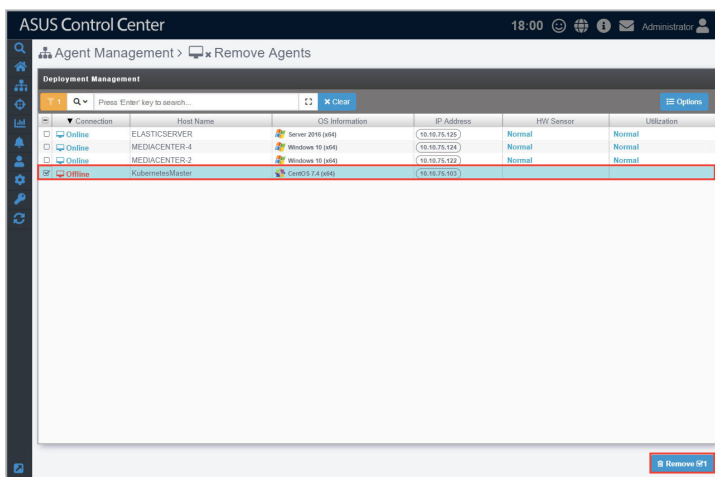 ASUS Control Center
18:00 Administrator
Agent Management > Remove Agents
Deployment Management
1 Press 'Enter' key to search... Clear Options
Connection Host Name OS Information IP Address HW Sensor Utilization
Online ELASTICSERVER Server 2016 (x64) 10.10.75.125 Normal Normal
Online MEDIACENTER-4 Windows 10 (x64) 10.10.75.124 Normal Normal
Online MEDIACENTER-2 Windows 10 (x64) 10.10.75.122 Normal Normal
Offline KubernetesMaster CentOS 7.4 (x64) 10.10.75.103
Remove 1